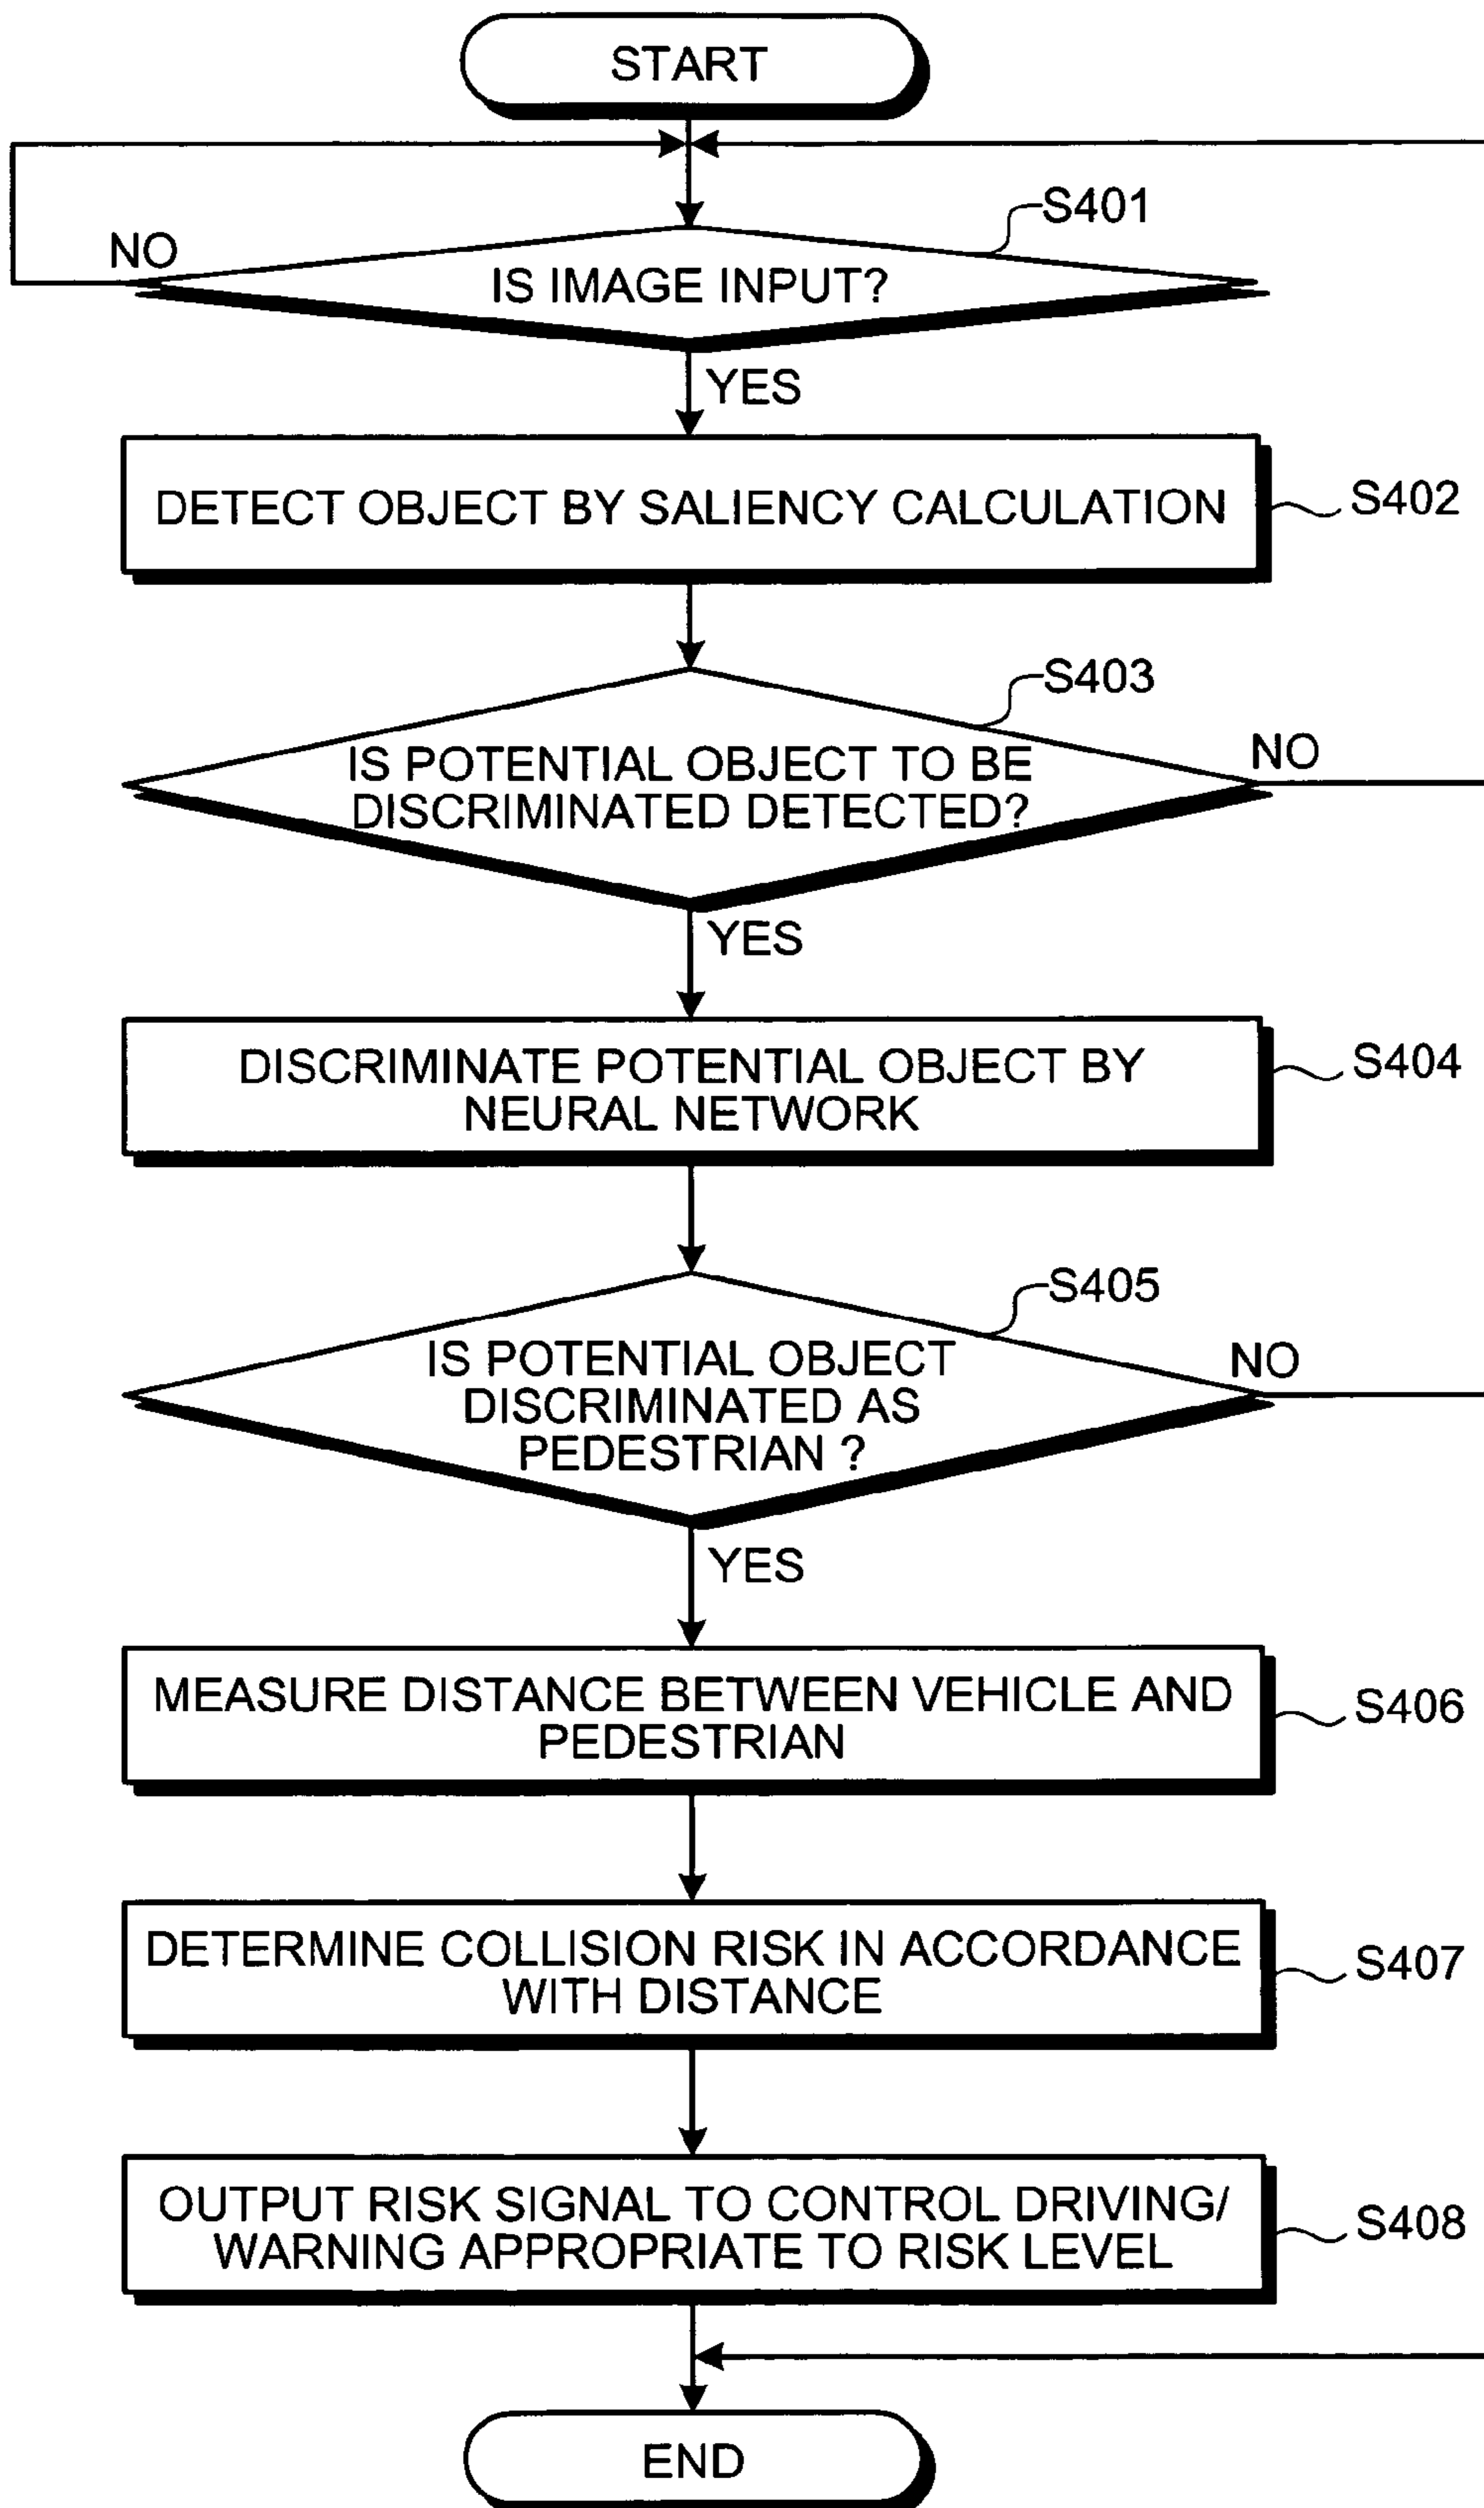 START
S401
NO
IS IMAGE INPUT?
YES
DETECT OBJECT BY SALIENCY CALCULATION
S402
S403
IS POTENTIAL OBJECT TO BE
DISCRIMINATED DETECTED?
NO
YES
DISCRIMINATE POTENTIAL OBJECT BY
NEURAL NETWORK
S404
S405
IS POTENTIAL OBJECT
DISCRIMINATED AS
PEDESTRIAN ?
NO
YES
MEASURE DISTANCE BETWEEN VEHICLE AND
PEDESTRIAN
S406
DETERMINE COLLISION RISK IN ACCORDANCE
WITH DISTANCE
S407
OUTPUT RISK SIGNAL TO CONTROL DRIVING/
WARNING APPROPRIATE TO RISK LEVEL
S408
END